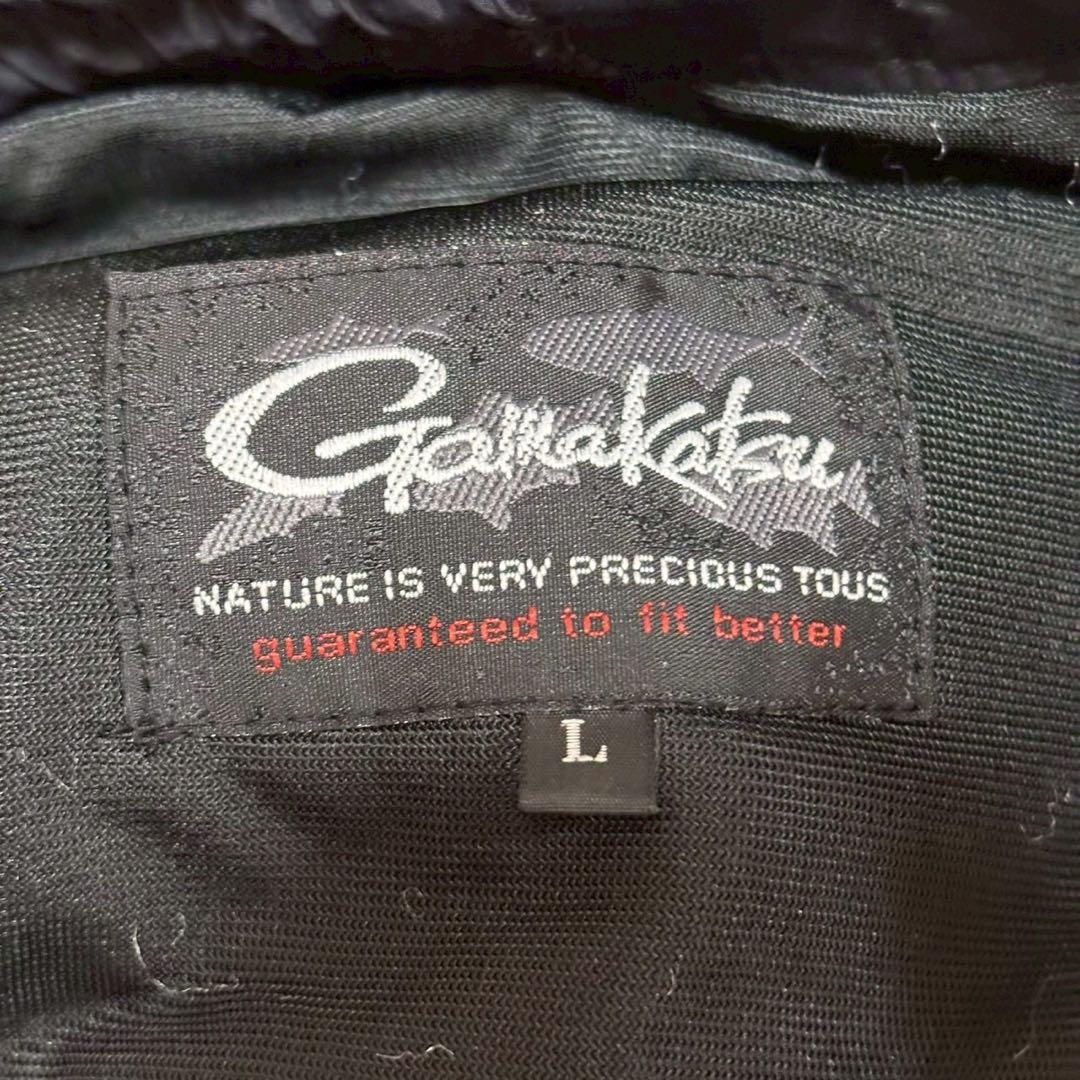 Gamakatsu
NATURE IS VERY PRECIOUS TOUS
guaranteed to fit better
L